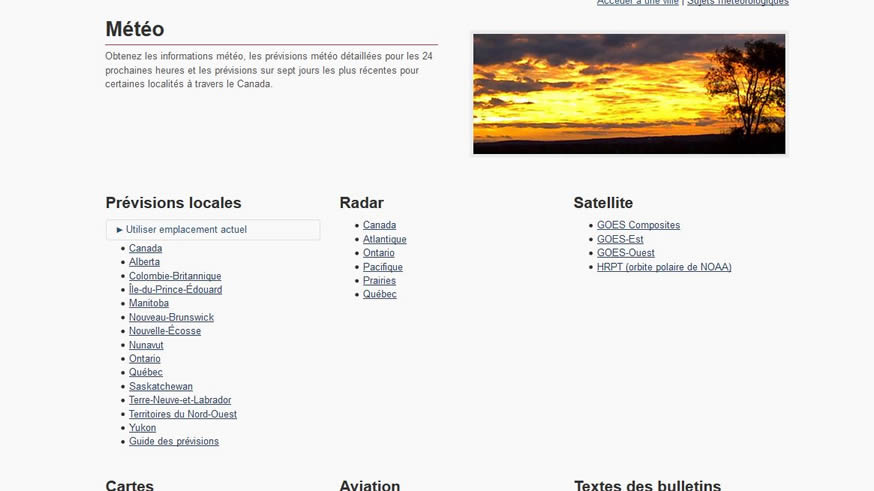 Accéder à une ville | Sujets météorologiques
Météo
Obtenez les informations météo, les prévisions météo détaillées pour les 24
prochaines heures et les prévisions sur sept jours les plus récentes pour
certaines localités à travers le Canada.
Prévisions locales
Utiliser emplacement actuel
Canada
Alberta
Colombie-Britannique
Île-du-Prince-Édouard
Manitoba
Nouveau-Brunswick
Nouvelle-Écosse
Nunavut
Ontario
Québec
Saskatchewan
Terre-Neuve-et-Labrador
Territoires du Nord-Ouest
Yukon
Guide des prévisions
Radar
Canada
Atlantique
Ontario
Pacifique
Prairies
Québec
Satellite
GOES Composites
GOES-Est
GOES-Ouest
HRPT (orbite polaire de NOAA)
Cartes
Aviation
Textes des bulletins